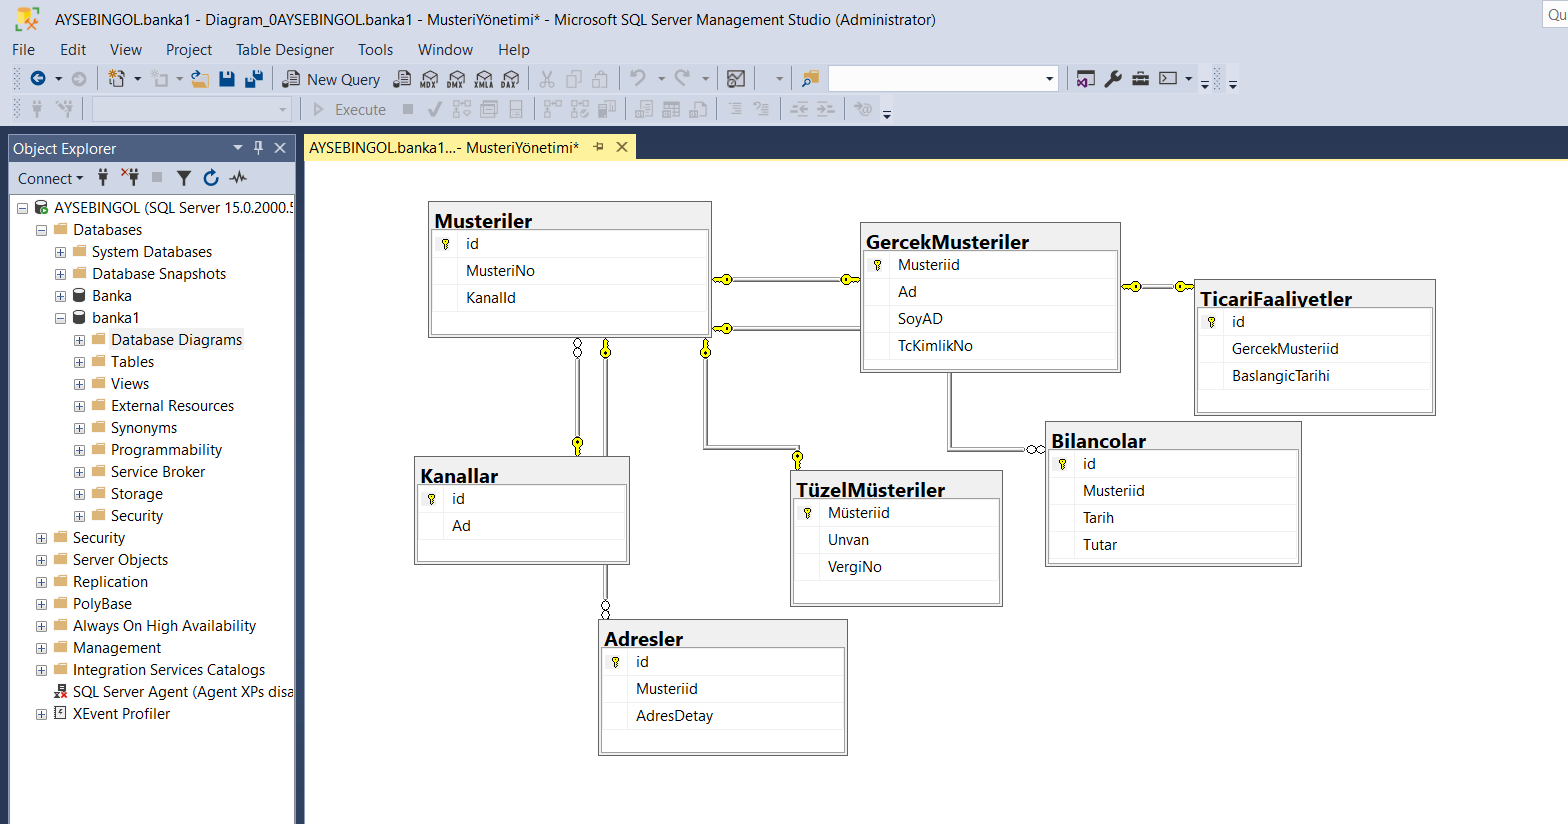 AYSEBINGOL.banka1 - Diagram_0AYSEBINGOL.banka1 - MusteriYönetimi* - Microsoft SQL Server Management Studio (Administrator)
Qu
File Edit View Project Table Designer Tools Window Help
New Query MDX DMX XMLA DAX
Execute
Object Explorer
Connect
AYSEBINGOL (SQL Server 15.0.2000.5
Databases
System Databases
Database Snapshots
Banka
banka1
Database Diagrams
Tables
Views
External Resources
Synonyms
Programmability
Service Broker
Storage
Security
Security
Server Objects
Replication
PolyBase
Always On High Availability
Management
Integration Services Catalogs
SQL Server Agent (Agent XPs disa
XEvent Profiler
AYSEBINGOL.banka1...- MusteriYönetimi*
Musteriler
id
MusteriNo
KanalId
GercekMusteriler
Musteriid
Ad
SoyAD
TcKimlikNo
TicariFaaliyetler
id
GercekMusteriid
BaslangicTarihi
Bilancolar
id
Musteriid
Tarih
Tutar
Kanallar
id
Ad
TüzelMüsteriler
Müsteriid
Unvan
VergiNo
Adresler
id
Musteriid
AdresDetay